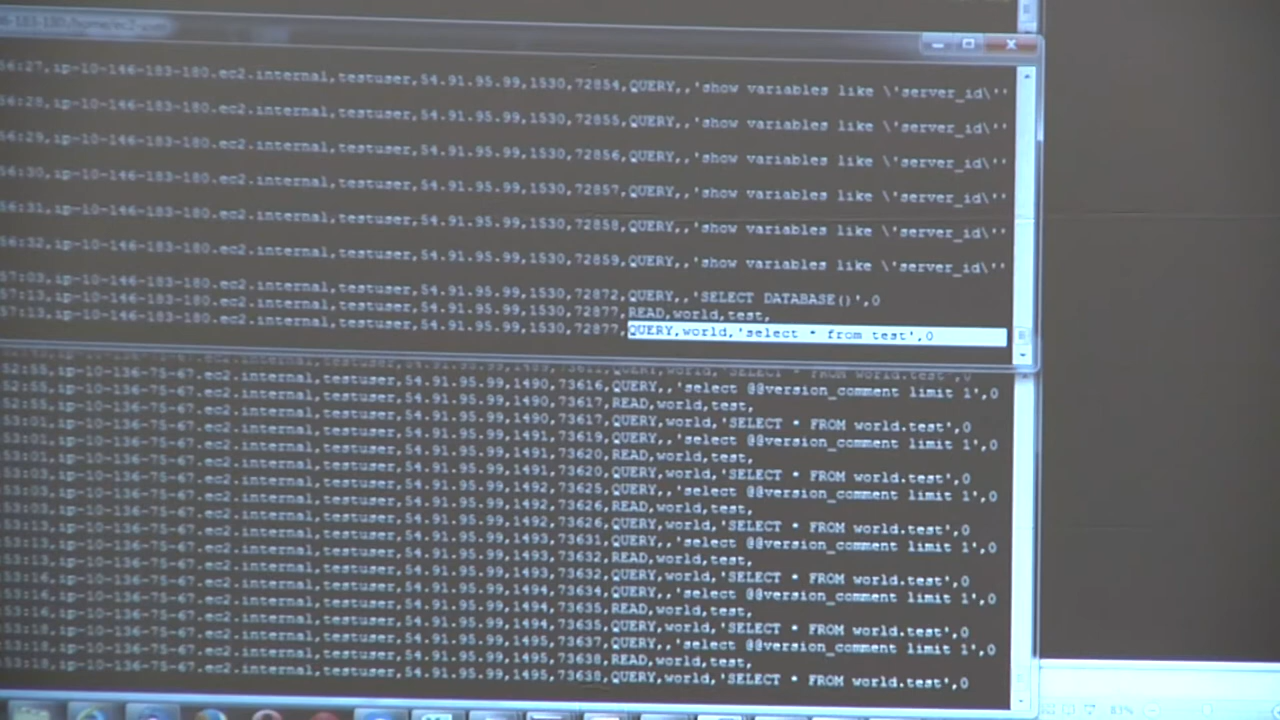 56:27,ip-10-146-183-180.ec2.internal,testuser,54.91.95.99,1530,72854,QUERY,,'show variables like \'server_id\''
56:28,ip-10-146-183-180.ec2.internal,testuser,54.91.95.99,1530,72855,QUERY,,'show variables like \'server_id\''
56:29,ip-10-146-183-180.ec2.internal,testuser,54.91.95.99,1530,72856,QUERY,,'show variables like \'server_id\''
56:30,ip-10-146-183-180.ec2.internal,testuser,54.91.95.99,1530,72857,QUERY,,'show variables like \'server_id\''
56:31,ip-10-146-183-180.ec2.internal,testuser,54.91.95.99,1530,72858,QUERY,,'show variables like \'server_id\''
56:32,ip-10-146-183-180.ec2.internal,testuser,54.91.95.99,1530,72859,QUERY,,'show variables like \'server_id\''
57:03,ip-10-146-183-180.ec2.internal,testuser,54.91.95.99,1530,72872,QUERY,,'SELECT DATABASE()',0
57:13,ip-10-146-183-180.ec2.internal,testuser,54.91.95.99,1530,72877,READ,world,test,
57:13,ip-10-146-183-180.ec2.internal,testuser,54.91.95.99,1530,72877,QUERY,world,'select * from test',0
52:55,ip-10-136-75-67.ec2.internal,testuser,54.91.95.99,1490,73616,QUERY,,'select @@version_comment limit 1',0
52:55,ip-10-136-75-67.ec2.internal,testuser,54.91.95.99,1490,73617,READ,world,test,
52:55,ip-10-136-75-67.ec2.internal,testuser,54.91.95.99,1490,73617,QUERY,world,'SELECT * FROM world.test',0
53:01,ip-10-136-75-67.ec2.internal,testuser,54.91.95.99,1491,73619,QUERY,,'select @@version_comment limit 1',0
53:01,ip-10-136-75-67.ec2.internal,testuser,54.91.95.99,1491,73620,READ,world,test,
53:01,ip-10-136-75-67.ec2.internal,testuser,54.91.95.99,1491,73620,QUERY,world,'SELECT * FROM world.test',0
53:03,ip-10-136-75-67.ec2.internal,testuser,54.91.95.99,1492,73625,QUERY,,'select @@version_comment limit 1',0
53:03,ip-10-136-75-67.ec2.internal,testuser,54.91.95.99,1492,73626,READ,world,test,
53:03,ip-10-136-75-67.ec2.internal,testuser,54.91.95.99,1492,73626,QUERY,world,'SELECT * FROM world.test',0
53:13,ip-10-136-75-67.ec2.internal,testuser,54.91.95.99,1493,73631,QUERY,,'select @@version_comment limit 1',0
53:13,ip-10-136-75-67.ec2.internal,testuser,54.91.95.99,1493,73632,READ,world,test,
53:13,ip-10-136-75-67.ec2.internal,testuser,54.91.95.99,1493,73632,QUERY,world,'SELECT * FROM world.test',0
53:16,ip-10-136-75-67.ec2.internal,testuser,54.91.95.99,1494,73634,QUERY,,'select @@version_comment limit 1',0
53:16,ip-10-136-75-67.ec2.internal,testuser,54.91.95.99,1494,73635,READ,world,test,
53:16,ip-10-136-75-67.ec2.internal,testuser,54.91.95.99,1494,73635,QUERY,world,'SELECT * FROM world.test',0
53:18,ip-10-136-75-67.ec2.internal,testuser,54.91.95.99,1495,73637,QUERY,,'select @@version_comment limit 1',0
53:18,ip-10-136-75-67.ec2.internal,testuser,54.91.95.99,1495,73638,READ,world,test,
53:18,ip-10-136-75-67.ec2.internal,testuser,54.91.95.99,1495,73638,QUERY,world,'SELECT * FROM world.test',0